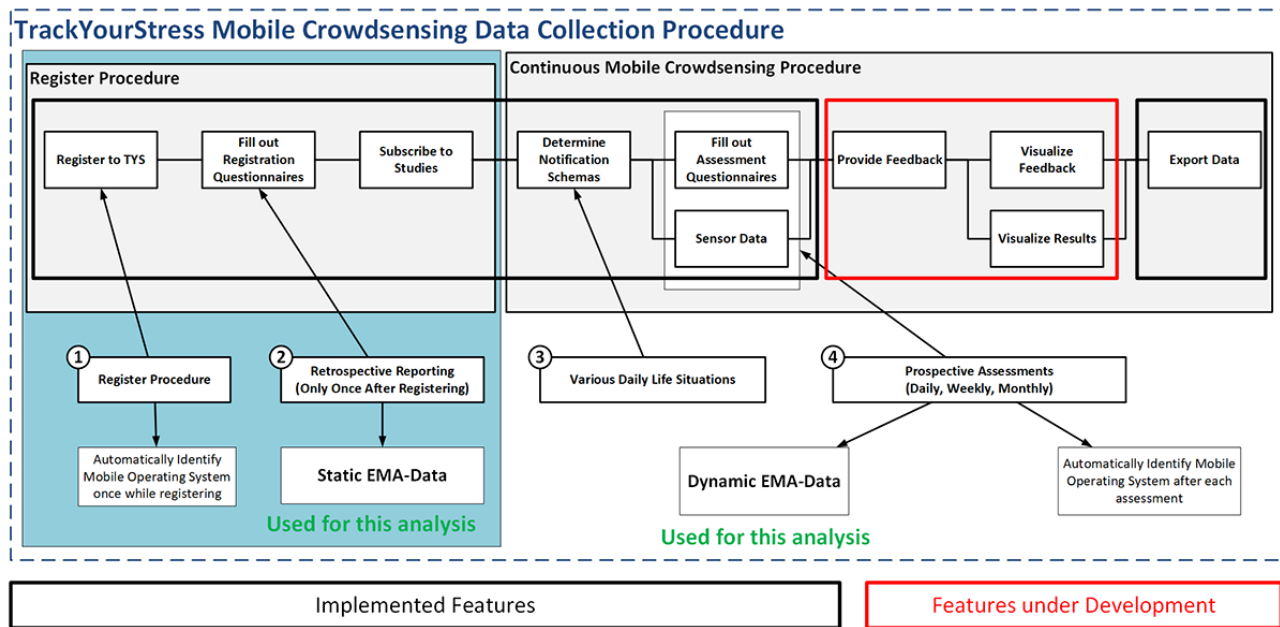 TrackYourStress Mobile Crowdsensing Data Collection Procedure
Register Procedure
Continuous Mobile Crowdsensing Procedure
Register to TYS
Fill out
Registration
Questionnaires
Subscribe to
Studies
Determine
Notification
Schemas
Fill out
Assessment
Questionnaires
Sensor Data
Provide Feedback
Visualize
Feedback
Visualize Results
Export Data
1
Register Procedure
2
Retrospective Reporting
(Only Once After Registering)
3
Various Daily Life Situations
4
Prospective Assessments
(Daily, Weekly, Monthly)
Automatically Identify
Mobile Operating System
once while registering
Static EMA-Data
Used for this analysis
Dynamic EMA-Data
Used for this analysis
Automatically Identify Mobile
Operating System after each
assessment
Implemented Features
Features under Development